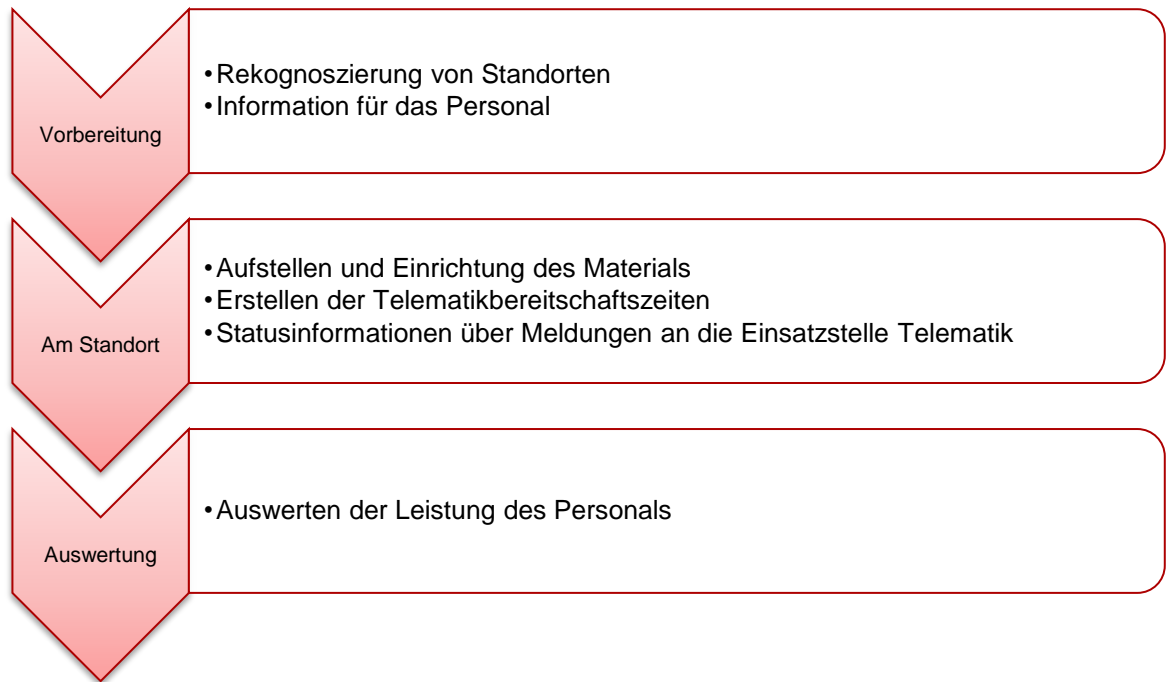 Vorbereitung
•Rekognoszierung von Standorten
•Information für das Personal
Am Standort
•Aufstellen und Einrichtung des Materials
•Erstellen der Telematikbereitschaftszeiten
•Statusinformationen über Meldungen an die Einsatzstelle Telematik
Auswertung
•Auswerten der Leistung des Personals